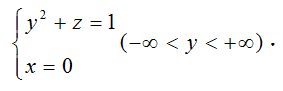 y² + z = 1
x = 0
(−∞ < y < +∞).